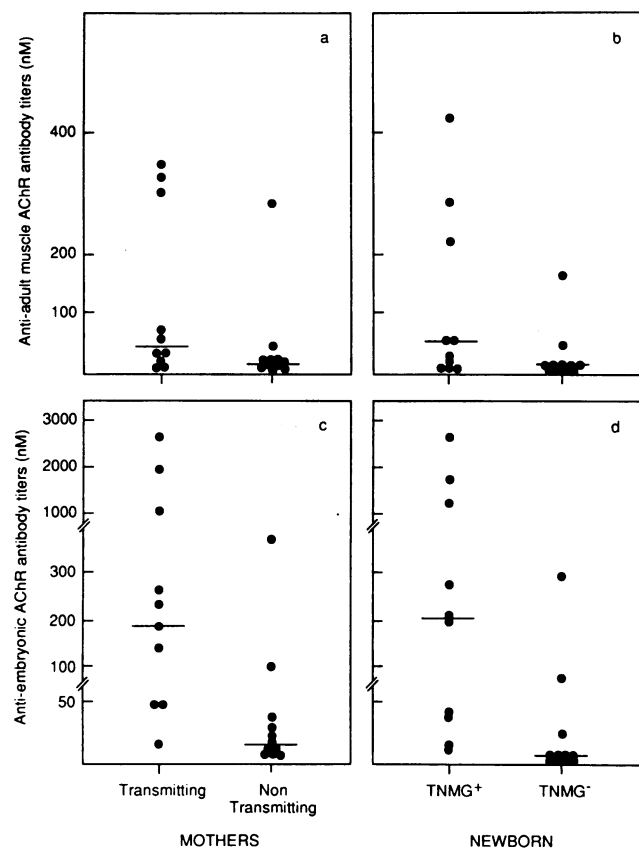 Anti-adult muscle AChR antibody titers (nM)
400
200
100
a
b
Anti-embryonic AChR antibody titers (nM)
3000
2000
1000
300
200
100
50
c
d
Transmitting
Non
Transmitting
TNMG+
TNMG-
MOTHERS
NEWBORN